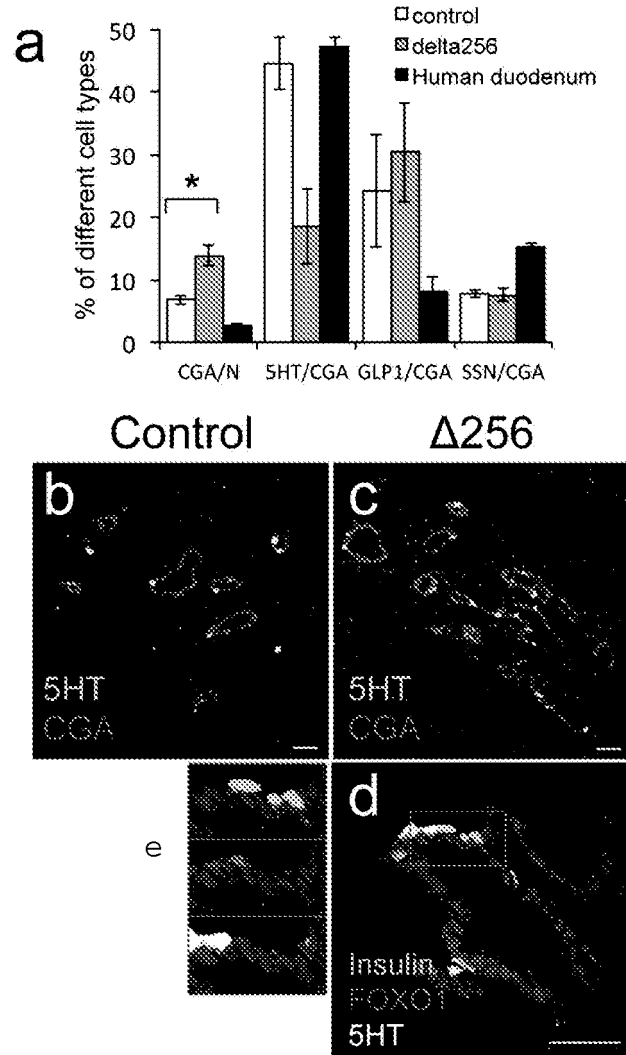 a
50
40
30
20
10
0
% of different cell types
control
delta256
Human duodenum
*
CGA/N
5HT/CGA
GLP1/CGA
SSN/CGA
Control
Δ256
b
5HT
CGA
c
5HT
CGA
e
d
Insulin
FOXO1
5HT